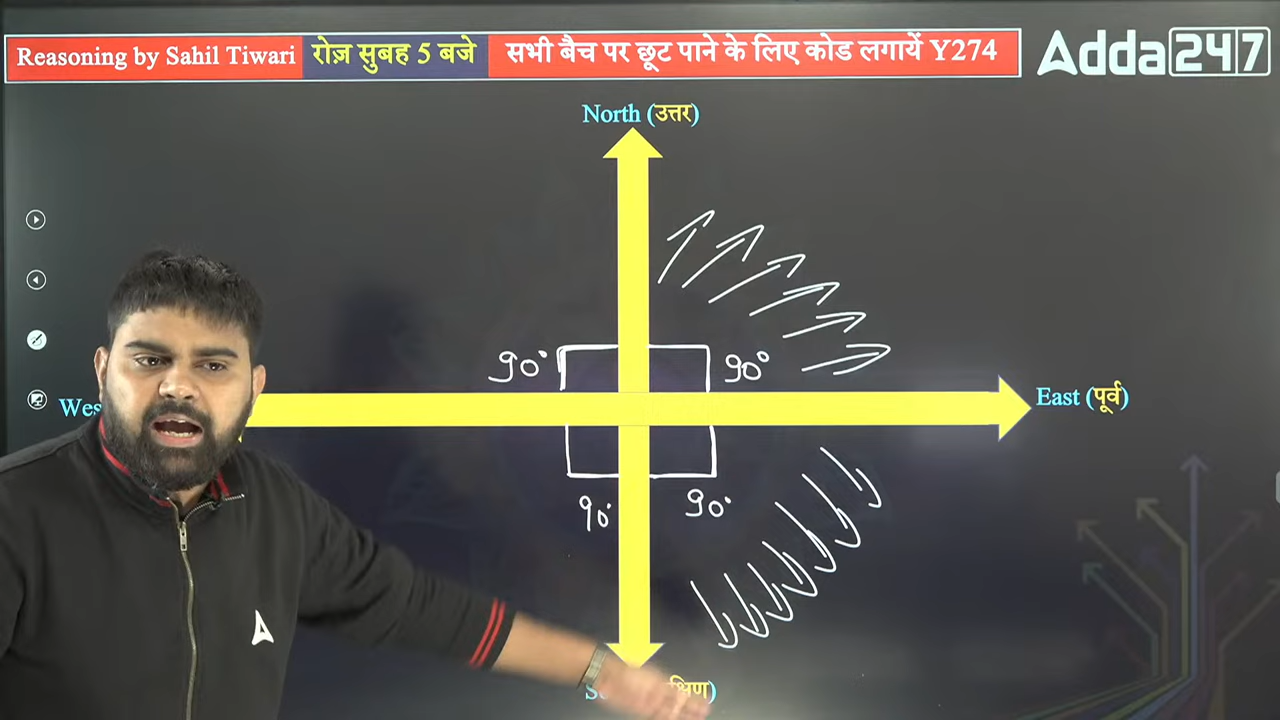 Reasoning by Sahil Tiwari रोज़ सुबह 5 बजे सभी बैच पर छूट पाने के लिए कोड लगायें Y274
Adda247
North (उत्तर)
90° 90°
East (पूर्व)
90° 90°